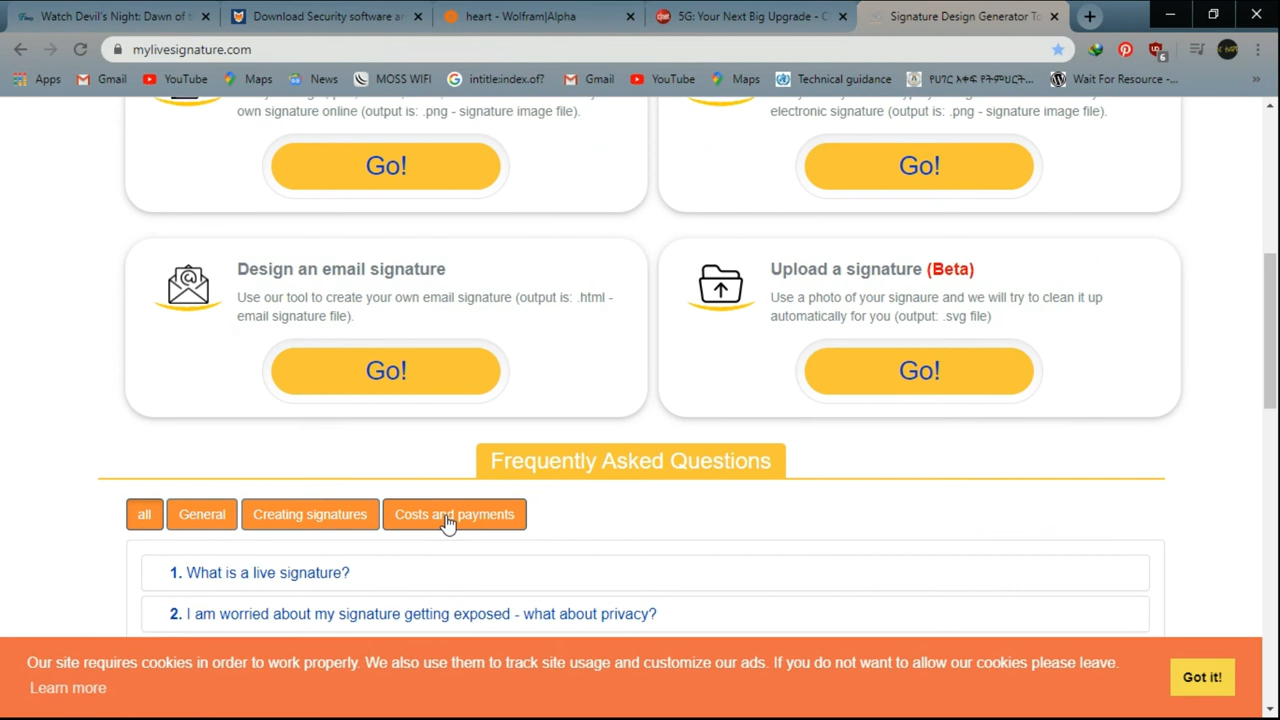 Watch Devil's Night: Dawn of t
Download Security software ar
heart - Wolfram|Alpha
5G: Your Next Big Upgrade - C
Signature Design Generator To
mylivesignature.com
Apps
Gmail
YouTube
Maps
News
MOSS WIFI
intitle:index.of?
Gmail
YouTube
Maps
Technical guidance
Wait For Resource -...
own signature online (output is: .png - signature image file).
electronic signature (output is: .png - signature image file).
Go!
Go!
Design an email signature
Use our tool to create your own email signature (output is: .html -
email signature file).
Go!
Upload a signature (Beta)
Use a photo of your signaure and we will try to clean it up
automatically for you (output: .svg file)
Go!
Frequently Asked Questions
all
General
Creating signatures
Costs and payments
1. What is a live signature?
2. I am worried about my signature getting exposed - what about privacy?
Our site requires cookies in order to work properly. We also use them to track site usage and customize our ads. If you do not want to allow our cookies please leave.
Learn more
Got it!